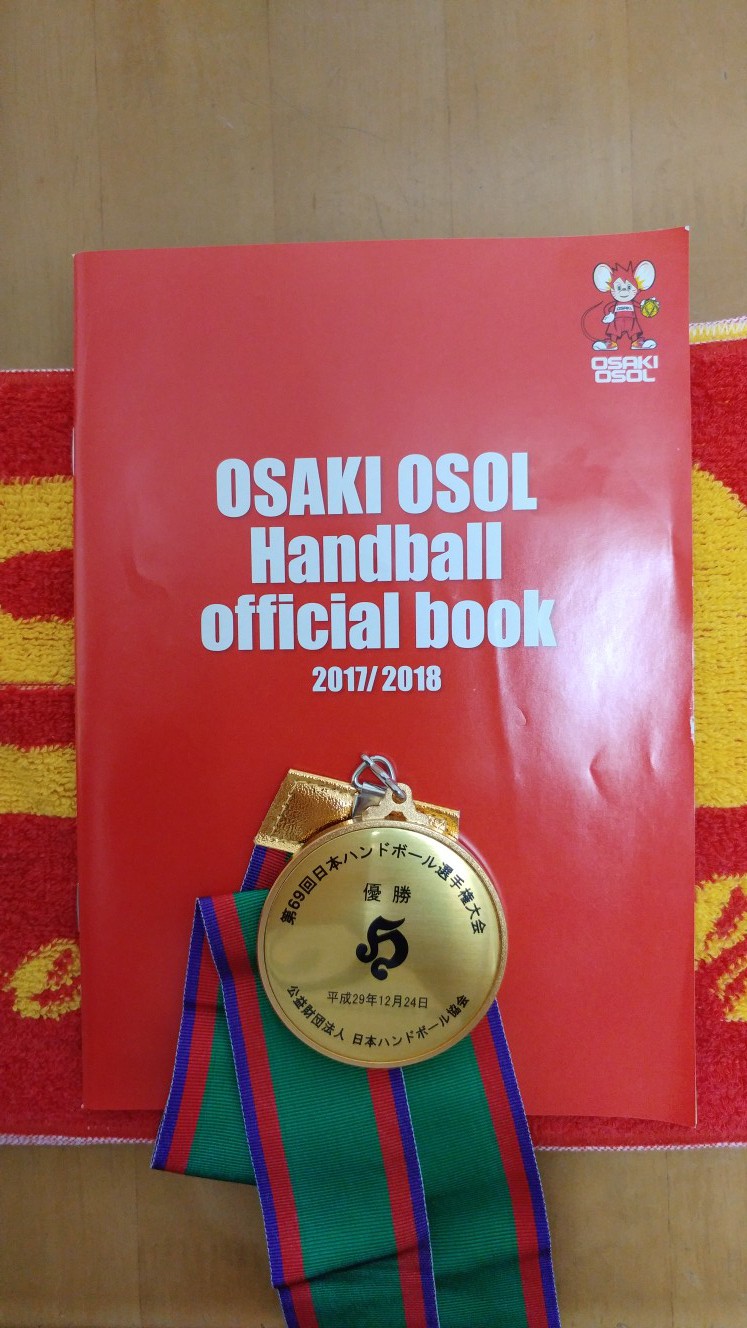 OSAKI
OSAKI
OSOL
OSAKI OSOL
Handball
official book
2017/2018
第69回日本ハンドボール選手権大会
優勝
H
平成29年12月24日
公益財団法人 日本ハンドボール協会